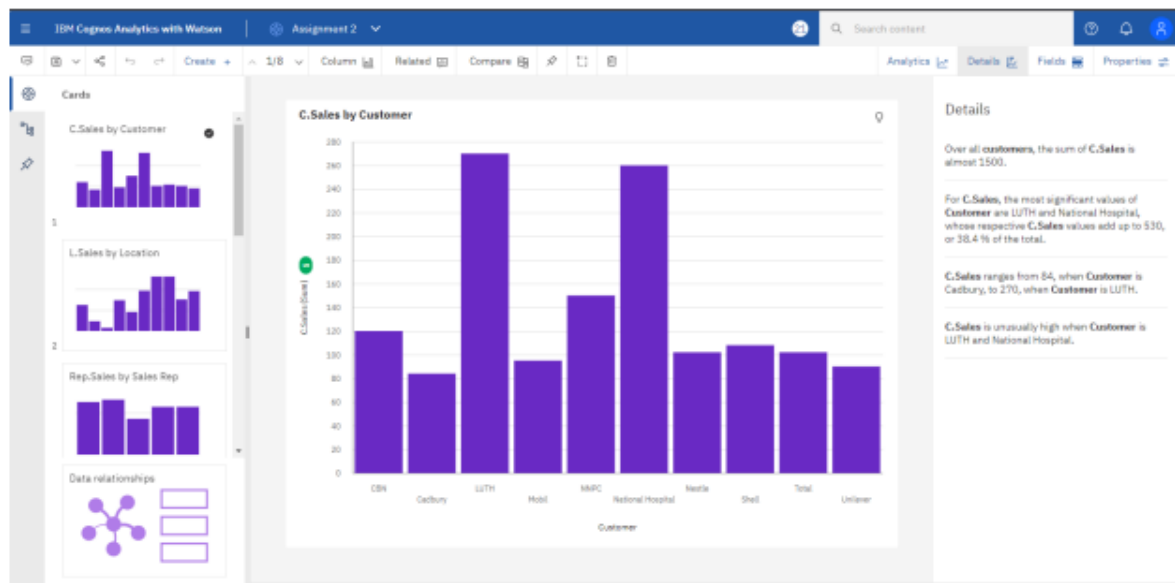 IBM Cognos Analytics with Watson
Assignment 2
21
Search content
Create +
1/8
Column
Related
Compare
Analytics
Details
Fields
Properties
Cards
C.Sales by Customer
1
L.Sales by Location
2
Rep.Sales by Sales Rep
Data relationships
C.Sales by Customer
280
260
240
220
200
180
160
140
120
100
80
60
40
20
0
C.Sales (Sum)
CBN
Cadbury
LUTH
Mobil
NNPC
National Hospital
Nestle
Shell
Total
Unilever
Customer
Details
Over all customers, the sum of C.Sales is
almost 1500.
For C.Sales, the most significant values of
Customer are LUTH and National Hospital,
whose respective C.Sales values add up to 530,
or 38.4 % of the total.
C.Sales ranges from 84, when Customer is
Cadbury, to 270, when Customer is LUTH.
C.Sales is unusually high when Customer is
LUTH and National Hospital.